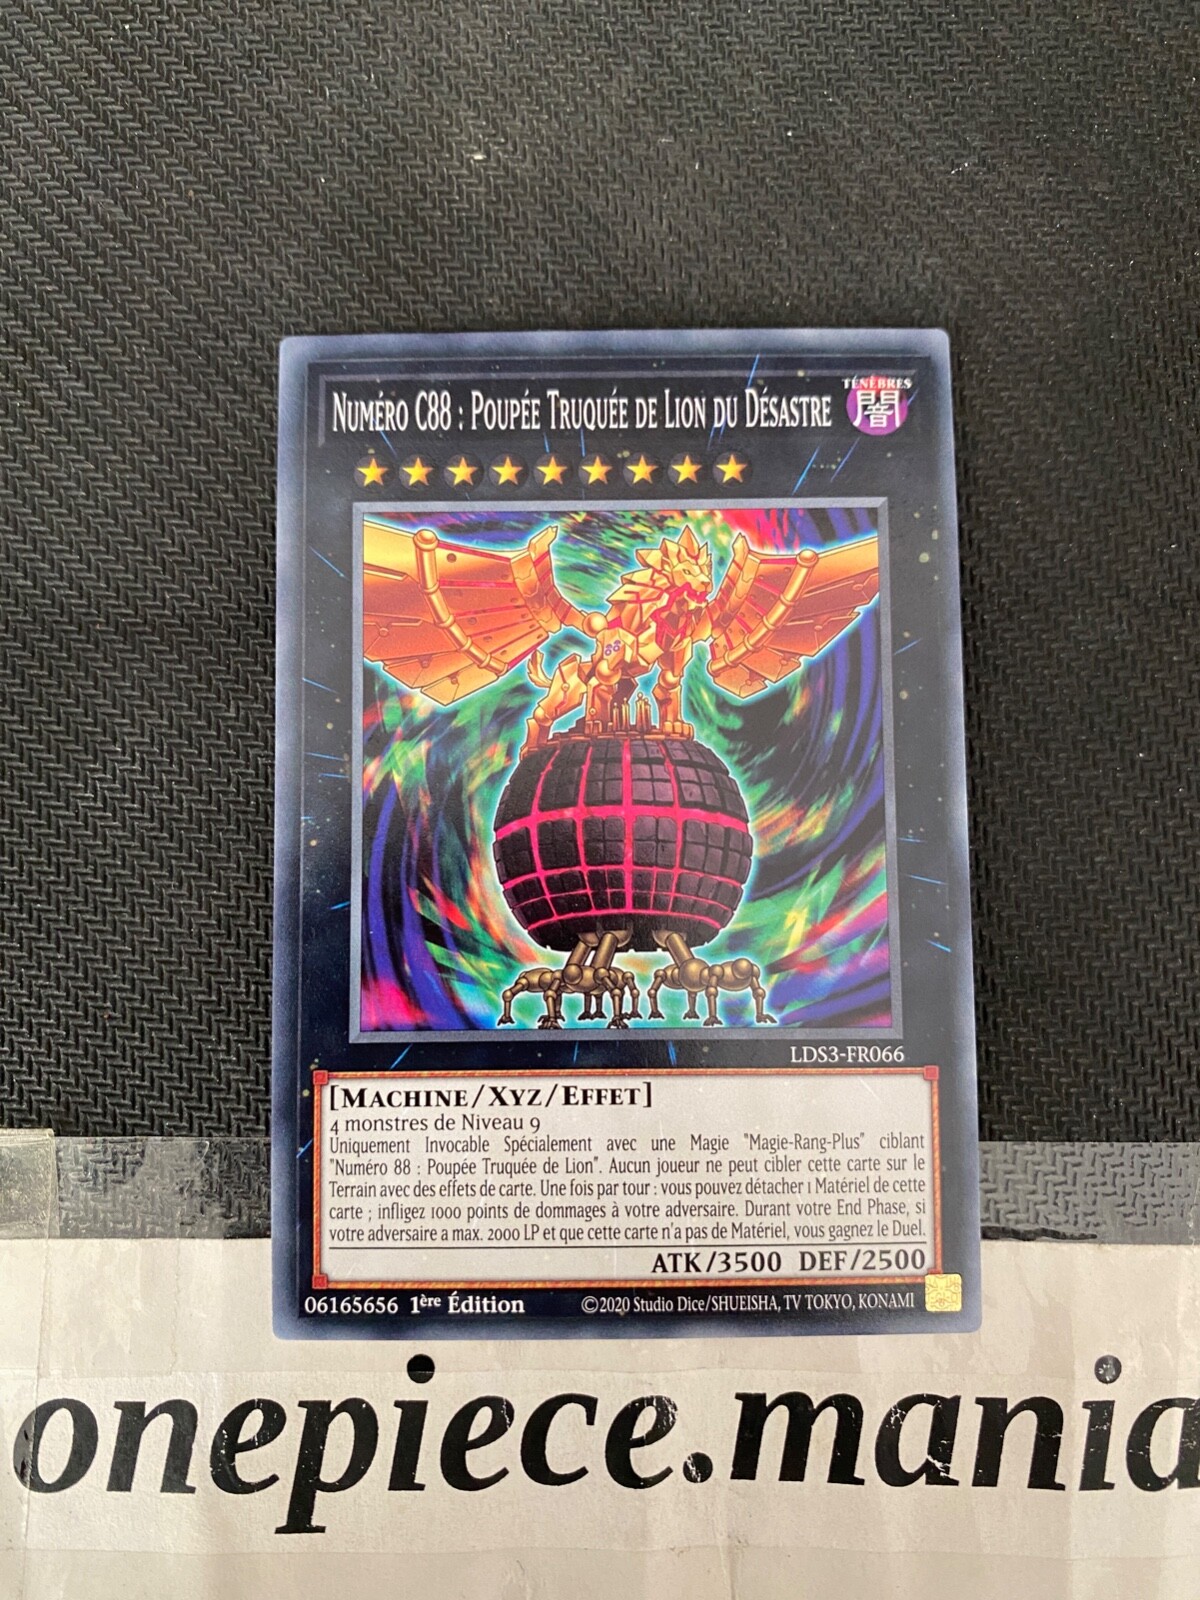 Numéro C88 : Poupée Truquée de Lion du Désastre
TÉNÈBRES
闇
LDS3-FR066
[Machine/Xyz/Effet]
4 monstres de Niveau 9
Uniquement Invocable Spécialement avec une Magie "Magie-Rang-Plus" ciblant
"Numéro 88 : Poupée Truquée de Lion". Aucun joueur ne peut cibler cette carte sur le
Terrain avec des effets de carte. Une fois par tour : vous pouvez détacher 1 Matériel de cette
carte ; infligez 1000 points de dommages à votre adversaire. Durant votre End Phase, si
votre adversaire a max. 2000 LP et que cette carte n'a pas de Matériel, vous gagnez le Duel.
ATK/3500 DEF/2500
06165656 1ère Édition ©2020 Studio Dice/SHUEISHA, TV TOKYO, KONAMI
onepiece.mania